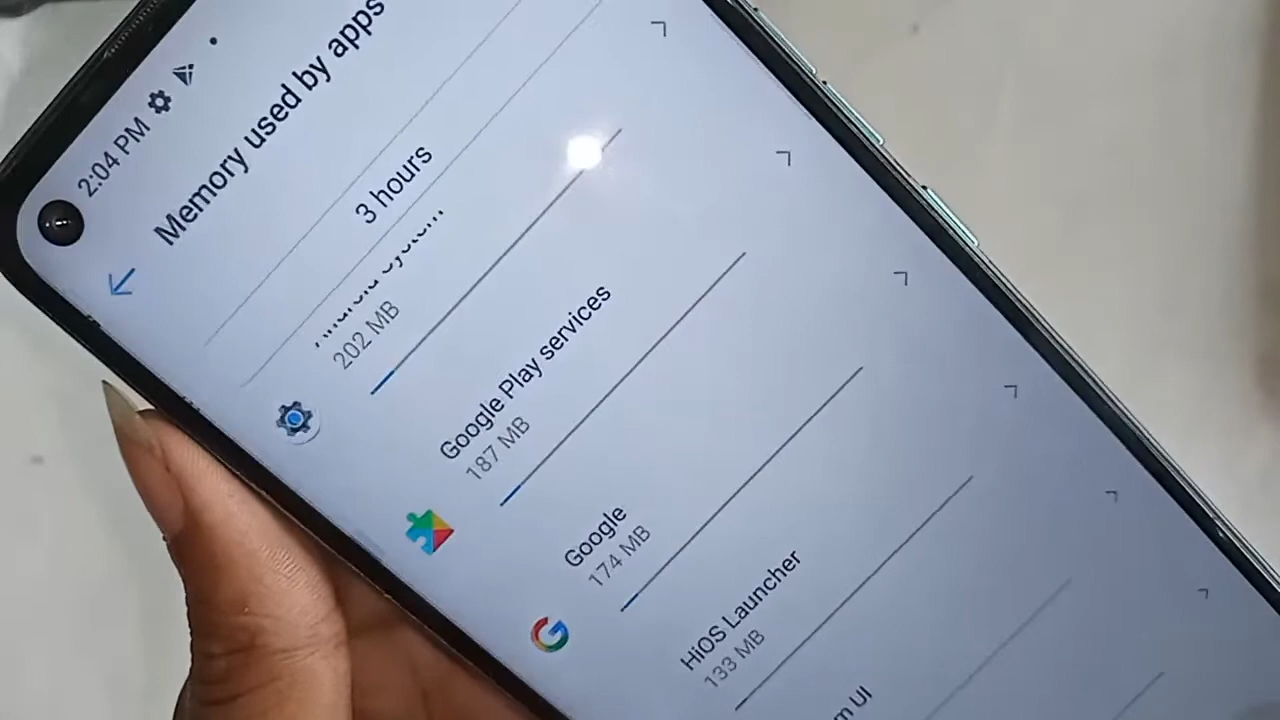 2:04 PM
Memory used by apps
3 hours
202 MB
Google Play services
187 MB
Google
174 MB
HiOS Launcher
133 MB
UI